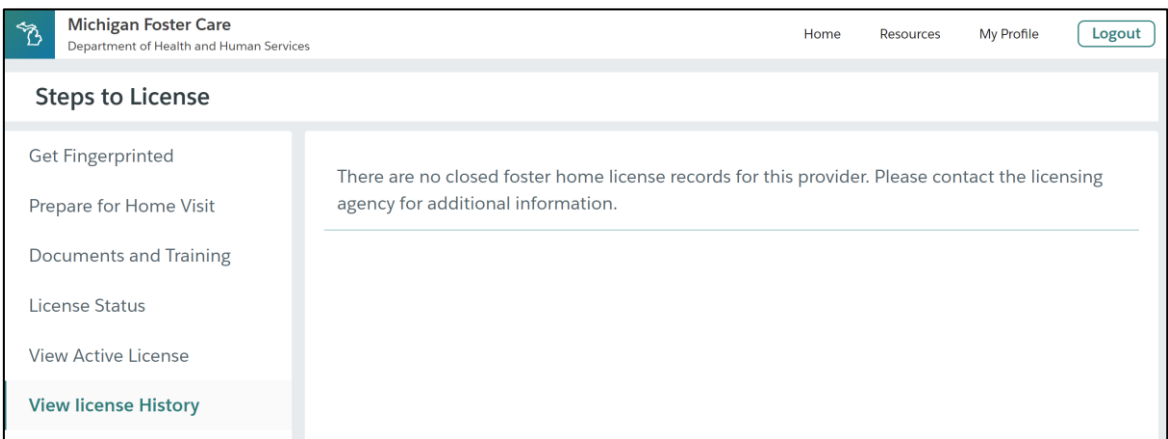 Michigan Foster Care
Department of Health and Human Services
Home
Resources
My Profile
Logout
Steps to License
Get Fingerprinted
Prepare for Home Visit
Documents and Training
License Status
View Active License
View license History
There are no closed foster home license records for this provider. Please contact the licensing
agency for additional information.